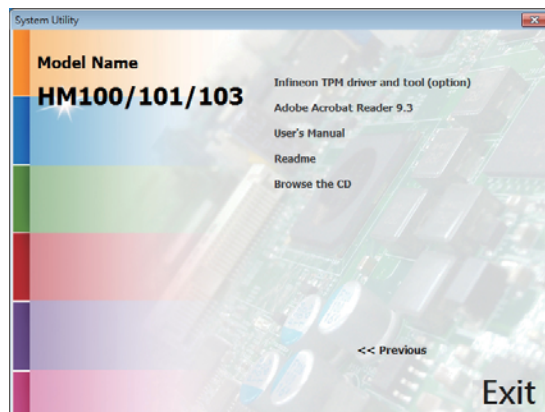 System Utility
Model Name
HM100/101/103
Infineon TPM driver and tool (option)
Adobe Acrobat Reader 9.3
User's Manual
Readme
Browse the CD
<< Previous
Exit